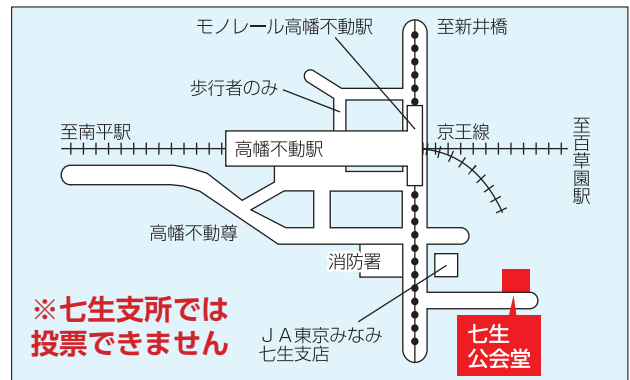 モノレール高幡不動駅
至新井橋
歩行者のみ
至南平駅
高幡不動駅
京王線
至百草園駅
高幡不動尊
消防署
※七生支所では
投票できません
JA東京みなみ
七生支店
七生
公会堂